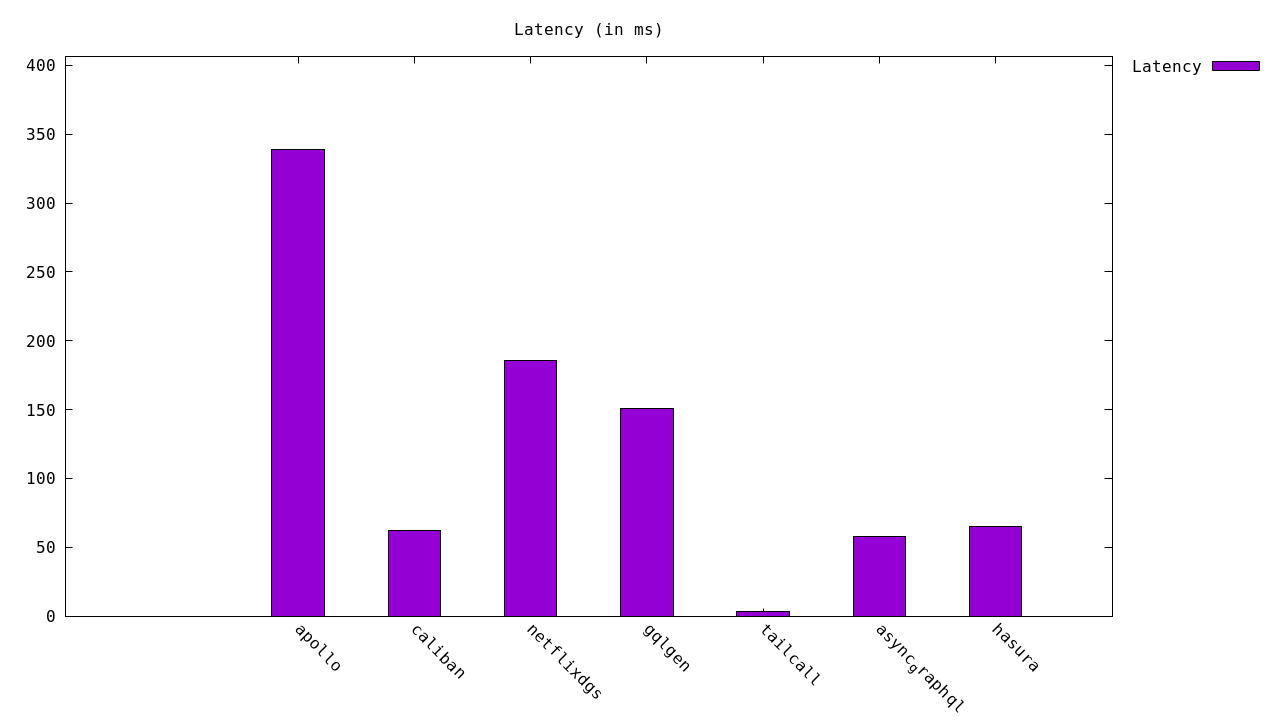 Latency (in ms)
Latency
400
350
300
250
200
150
100
50
0
apollo
caliban
netflixdgs
gqlgen
tailcall
asyncgraphql
hasura